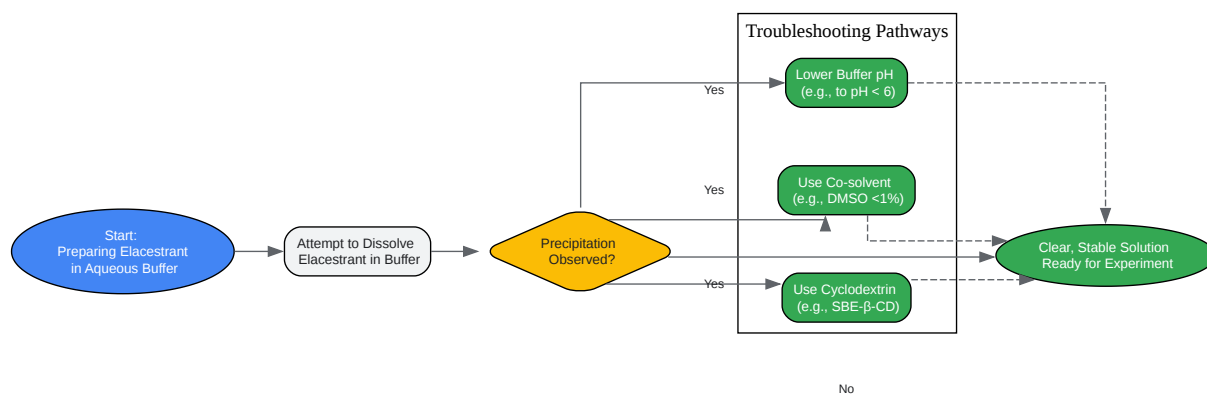 Troubleshooting Pathways
Start:
Preparing Elacestrant
in Aqueous Buffer
Attempt to Dissolve
Elacestrant in Buffer
Precipitation
Observed?
Yes
Lower Buffer pH
(e.g., to pH < 6)
Yes
Use Co-solvent
(e.g., DMSO <1%)
Yes
Use Cyclodextrin
(e.g., SBE-β-CD)
Clear, Stable Solution
Ready for Experiment
No